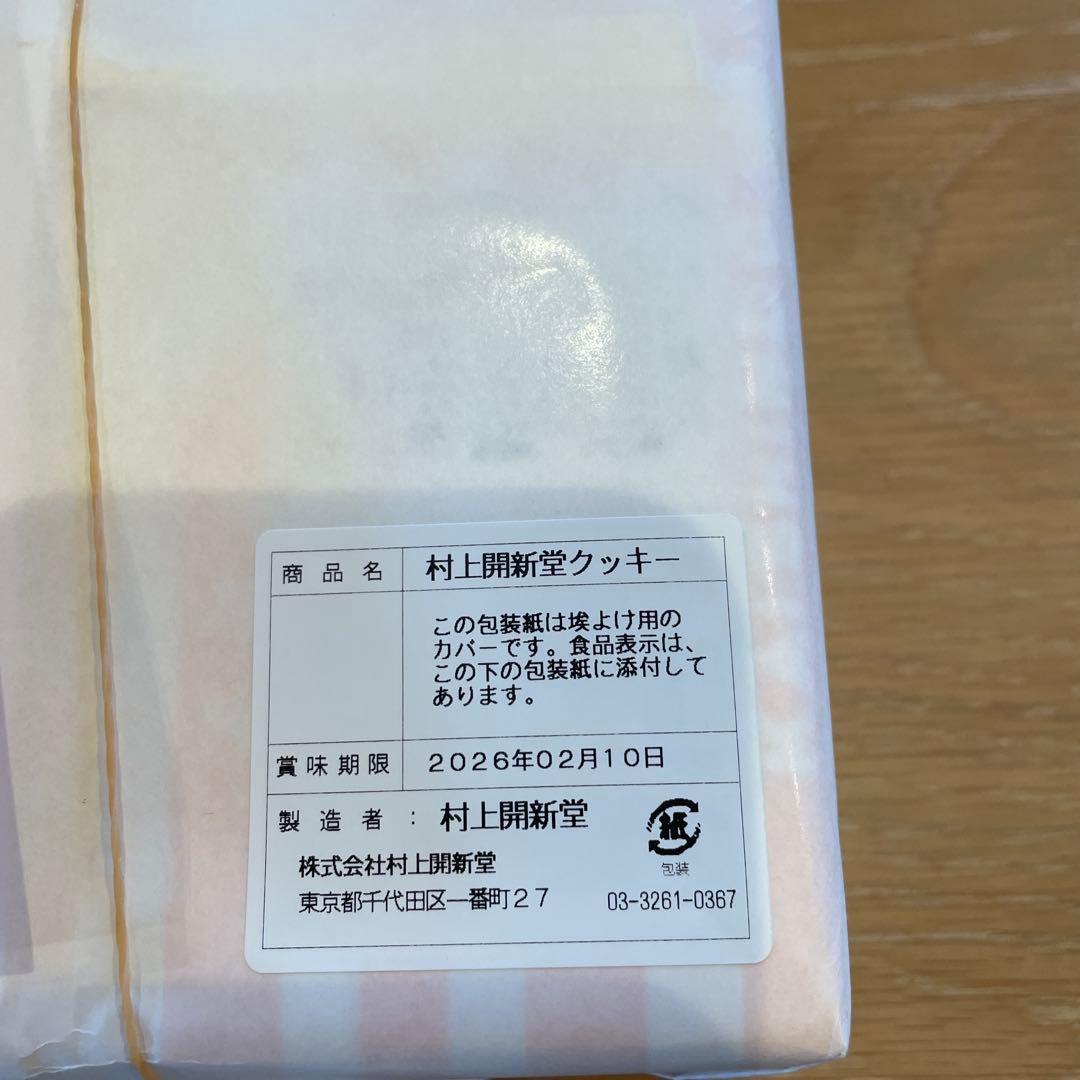 商品名 村上開新堂クッキー
この包装紙は埃よけ用の
カバーです。食品表示は、
この下の包装紙に添付して
あります。
賞味期限 2026年02月10日
製造者: 村上開新堂
紙
包装
株式会社村上開新堂
東京都千代田区一番町27 03-3261-0367